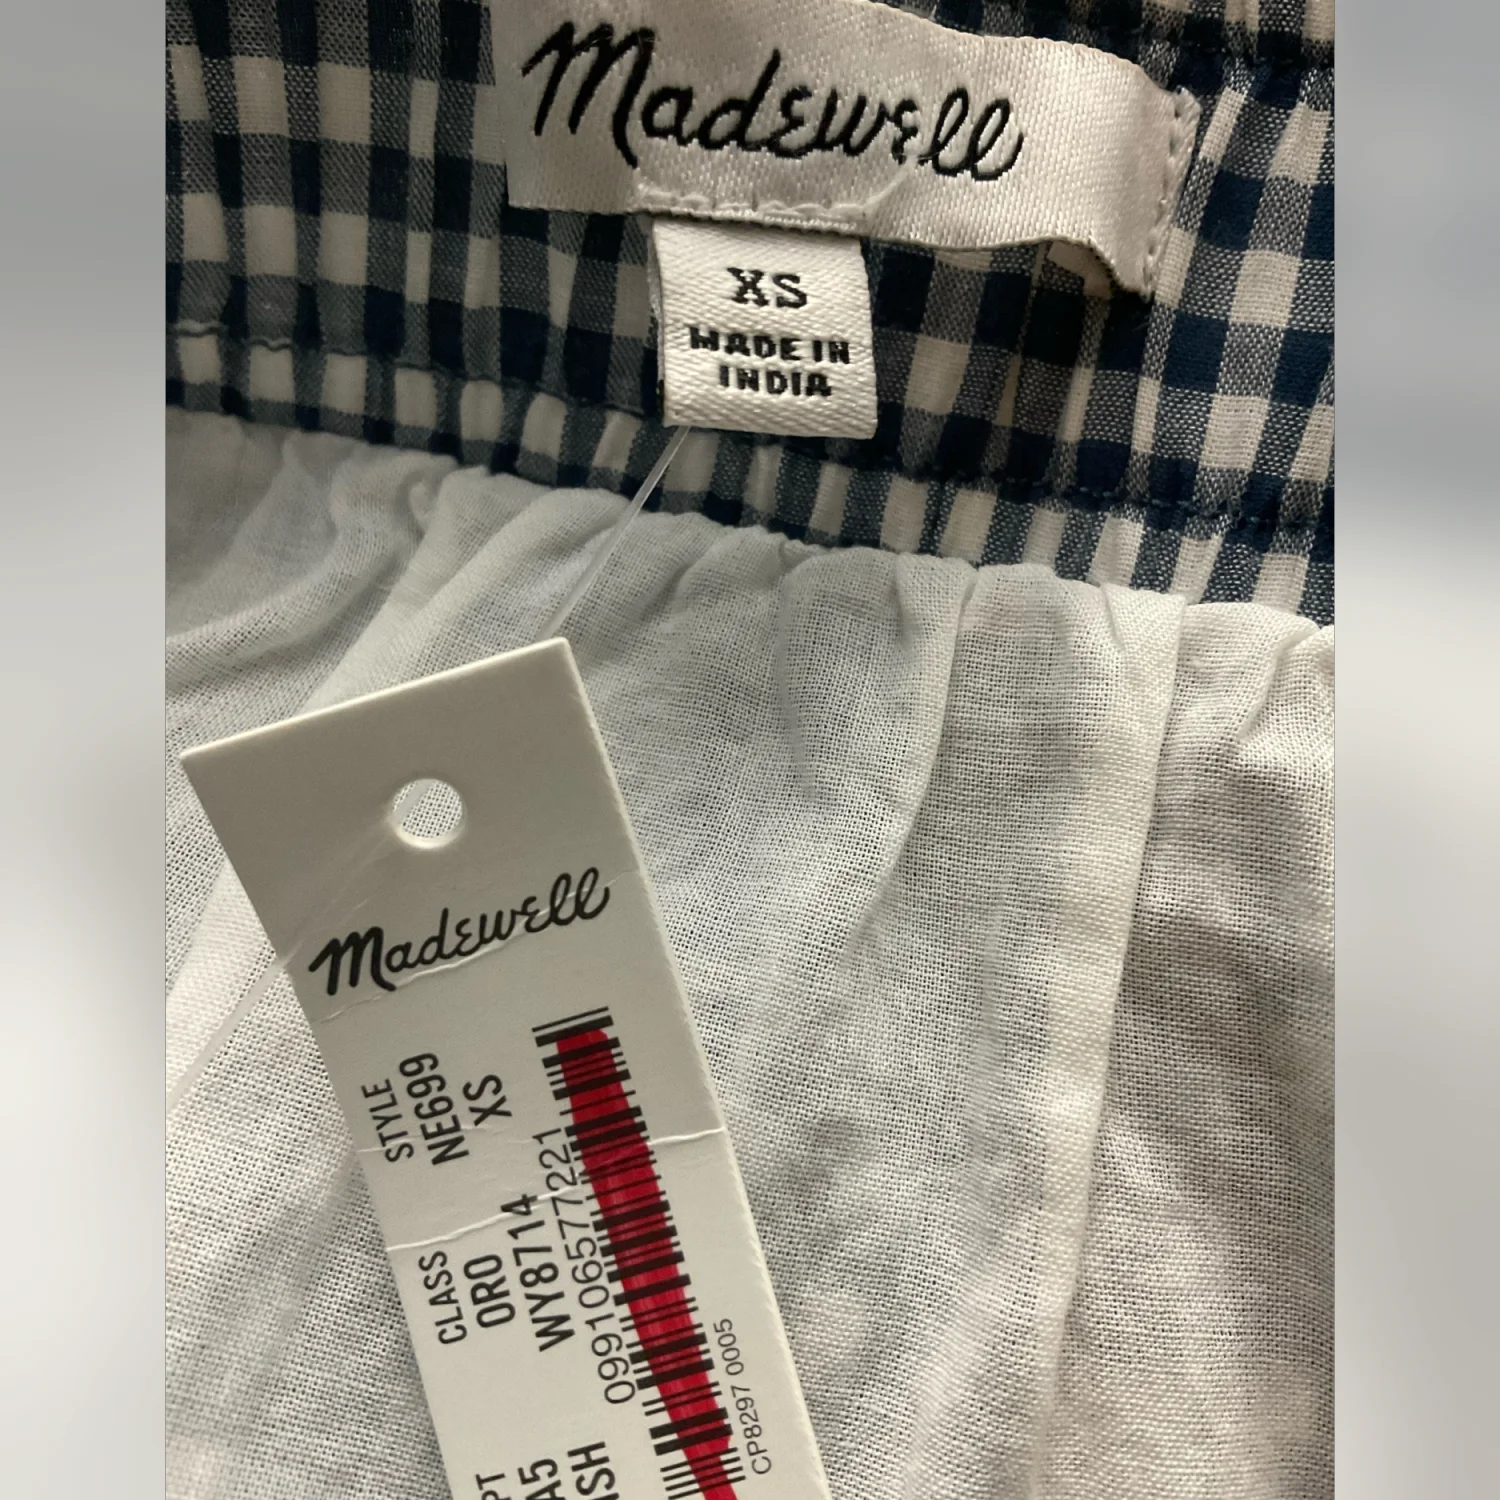 Madewell
XS
MADE IN
INDIA
Madewell
STYLE
NE699
XS
CLASS
ORO
WY8714
099106577221
CP8297 0005